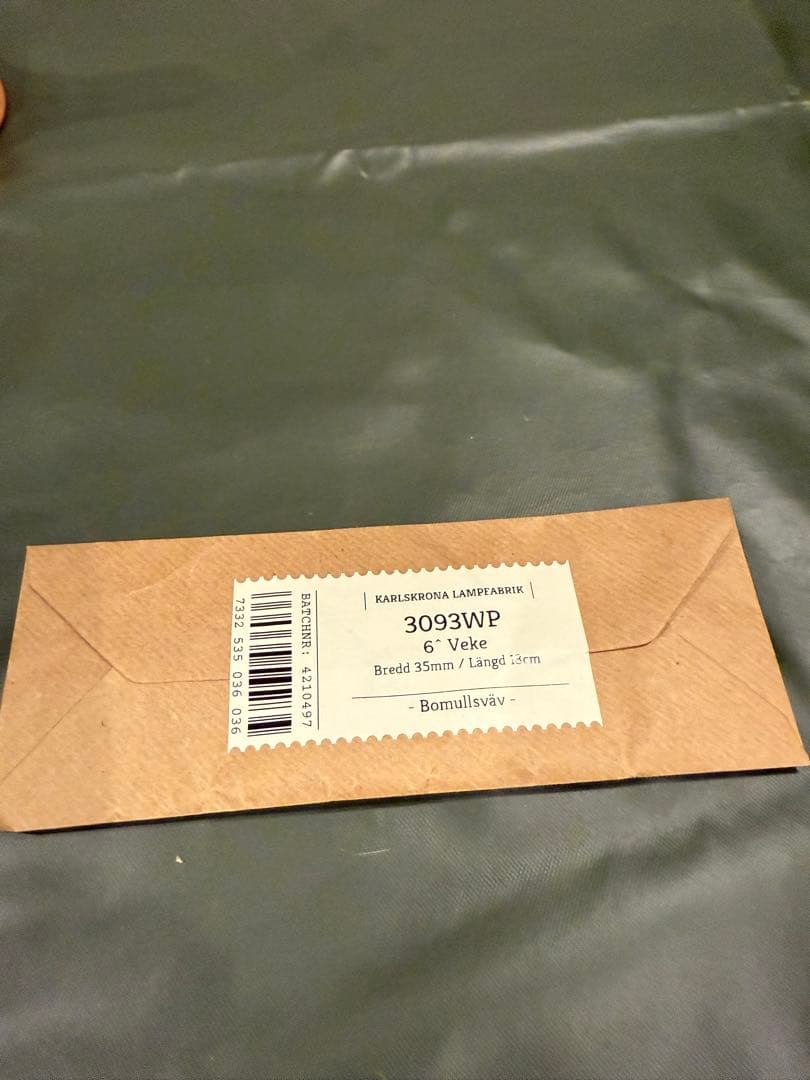 KARLSKRONA LAMPFABRIK
3093WP
6^ Veke
Bredd 35mm / Längd 13cm
- Bomullsväv -
BATCHNR: 4210497
7332 535 036 036